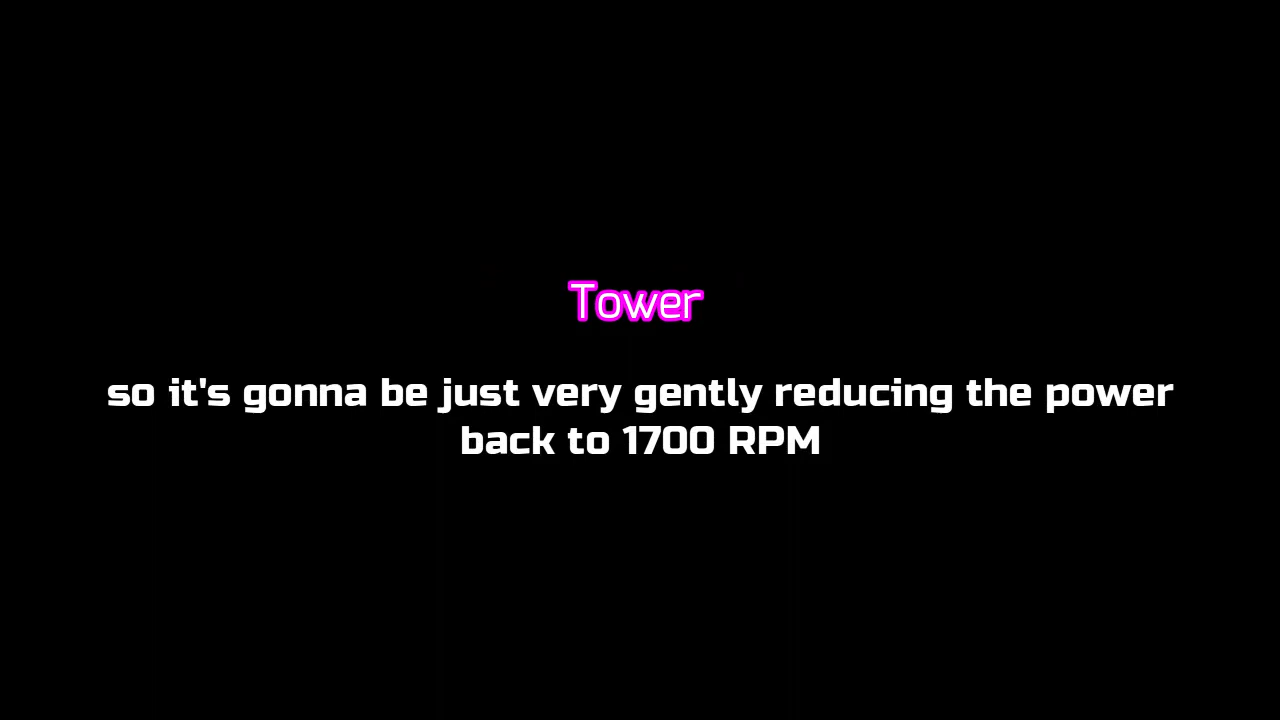 Tower
so it's gonna be just very gently reducing the power
back to 1700 RPM